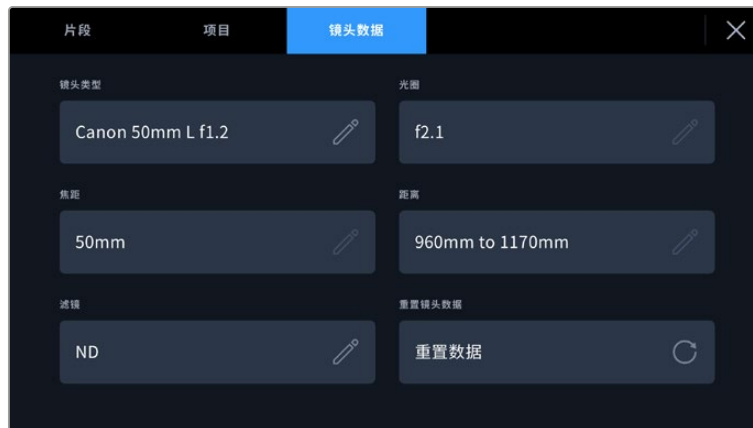 片段 项目 镜头数据
镜头类型 光圈
Canon 50mm L f1.2 f2.1
焦距 距离
50mm 960mm to 1170mm
滤镜 重置镜头数据
ND 重置数据